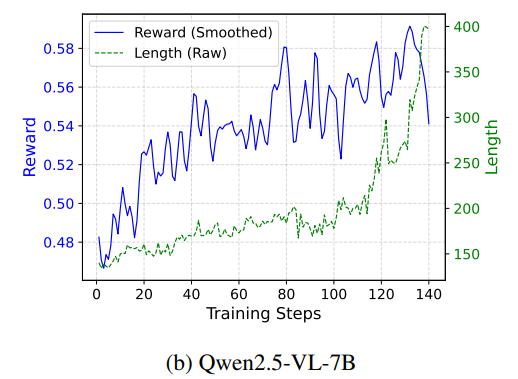 Reward (Smoothed)
Length (Raw)
0.58
0.56
0.54
0.52
0.50
0.48
Reward
400
350
300
250
200
150
Length
0 20 40 60 80 100 120 140
Training Steps
(b) Qwen2.5-VL-7B